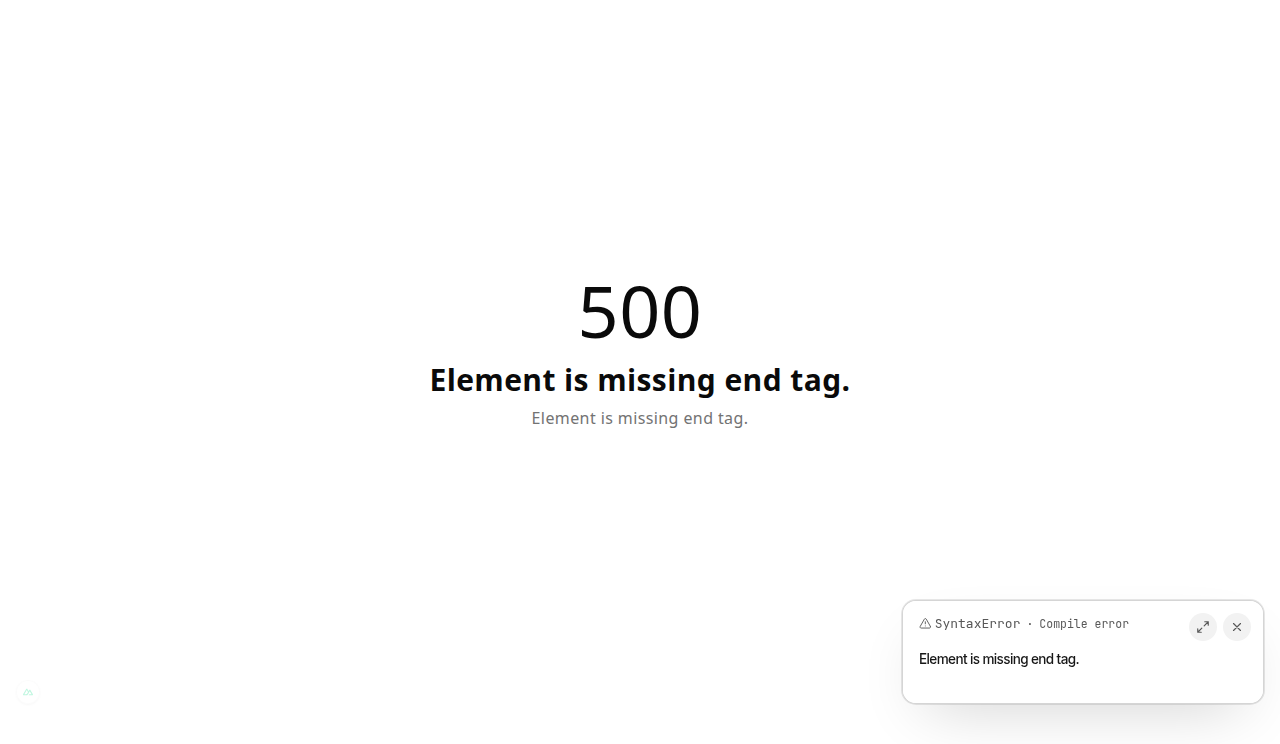 500
Element is missing end tag.
Element is missing end tag.
SyntaxError · Compile error
Element is missing end tag.